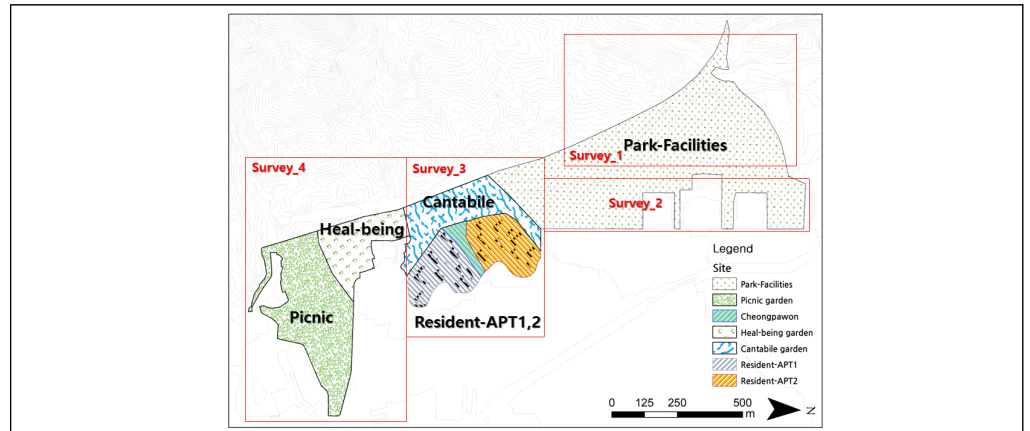 Park-Facilities
Survey_1
Survey_4
Survey_3
Cantabile
Survey_2
Heal-being
Picnic
Resident-APT1,2
Legend
Site
Park-Facilities
Picnic garden
Cheongpawon
Heal-being garden
Cantabile garden
Resident-APT1
Resident-APT2
0 125 250 500
m
N